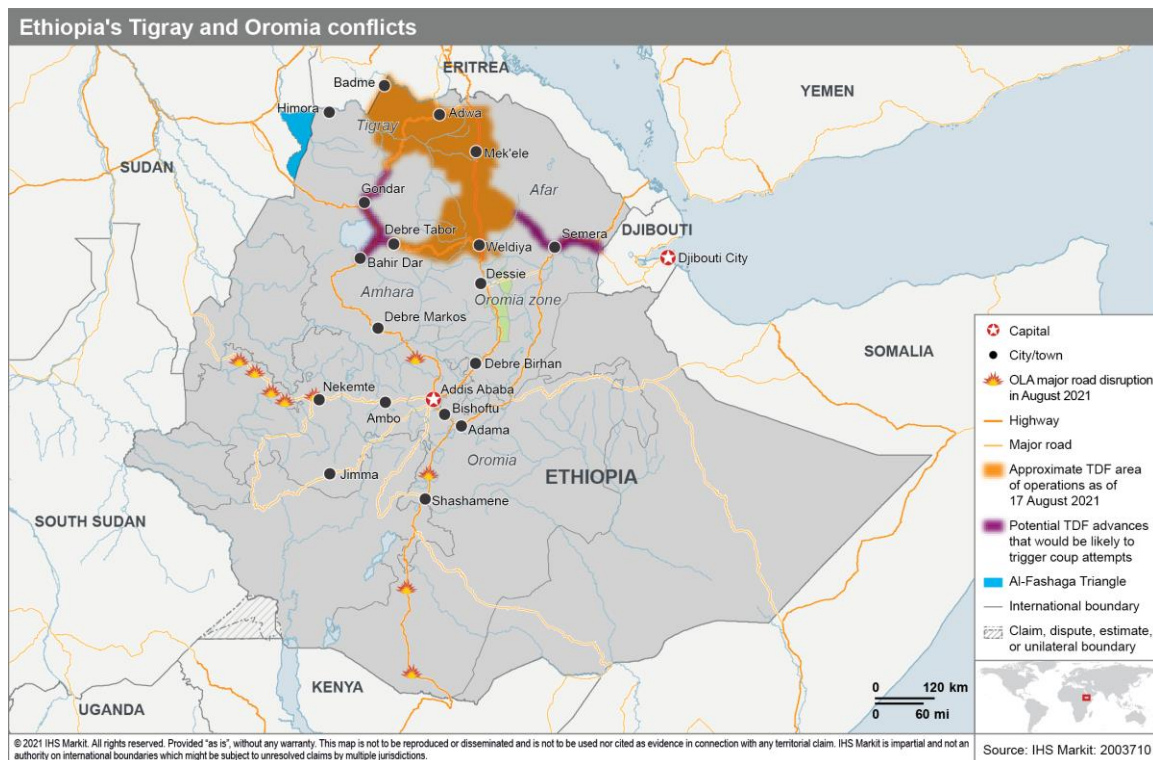 Ethiopia's Tigray and Oromia conflicts
ERITREA
YEMEN
Badme
Himora
Tigray
Adwa
Mek'ele
SUDAN
Gondar
Afar
Debre Tabor
Weldiya
Semera
DJIBOUTI
Djibouti City
Bahir Dar
Dessie
Amhara
Oromia zone
Debre Markos
SOMALIA
Debre Birhan
Nekemte
Addis Ababa
Ambo
Bishoftu
Adama
Oromia
Jimma
ETHIOPIA
Shashamene
SOUTH SUDAN
KENYA
UGANDA
Capital
City/town
OLA major road disruption
in August 2021
Highway
Major road
Approximate TDF area
of operations as of
17 August 2021
Potential TDF advances
that would be likely to
trigger coup attempts
Al-Fashaga Triangle
International boundary
Claim, dispute, estimate,
or unilateral boundary
0 120 km
0 60 mi
© 2021 IHS Markit. All rights reserved. Provided "as is", without any warranty. This map is not to be reproduced or disseminated and is not to be used nor cited as evidence in connection with any territorial claim. IHS Markit is impartial and not an
authority on international boundaries which might be subject to unresolved claims by multiple jurisdictions.
Source: IHS Markit: 2003710